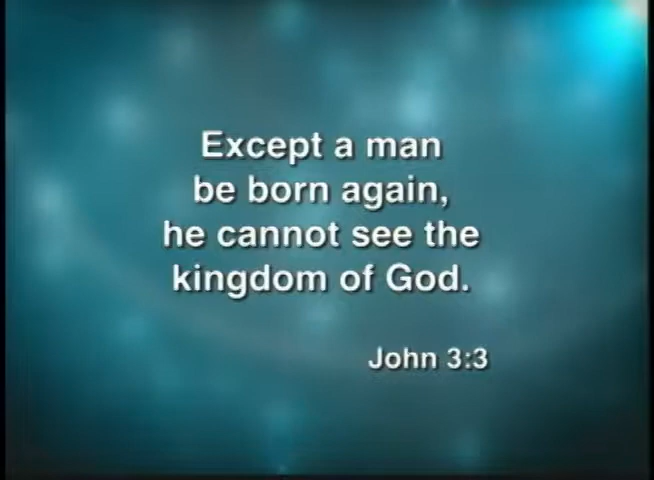 Except a man
be born again,
he cannot see the
kingdom of God.
John 3:3